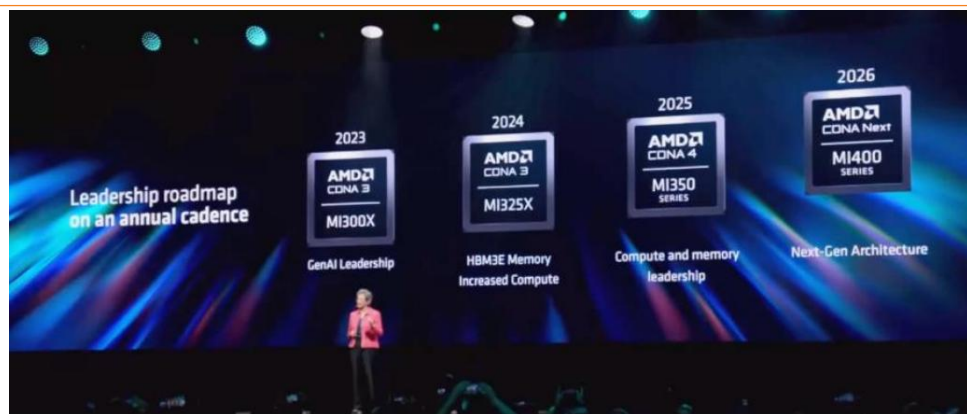 Leadership roadmap
on an annual cadence
2023
AMD
CDNA 3
MI300X
GenAI Leadership
2024
AMD
CDNA 3
MI325X
HBM3E Memory
Increased Compute
2025
AMD
CDNA 4
MI350
SERIES
Compute and memory
leadership
2026
AMD
CDNA Next
MI400
SERIES
Next-Gen Architecture